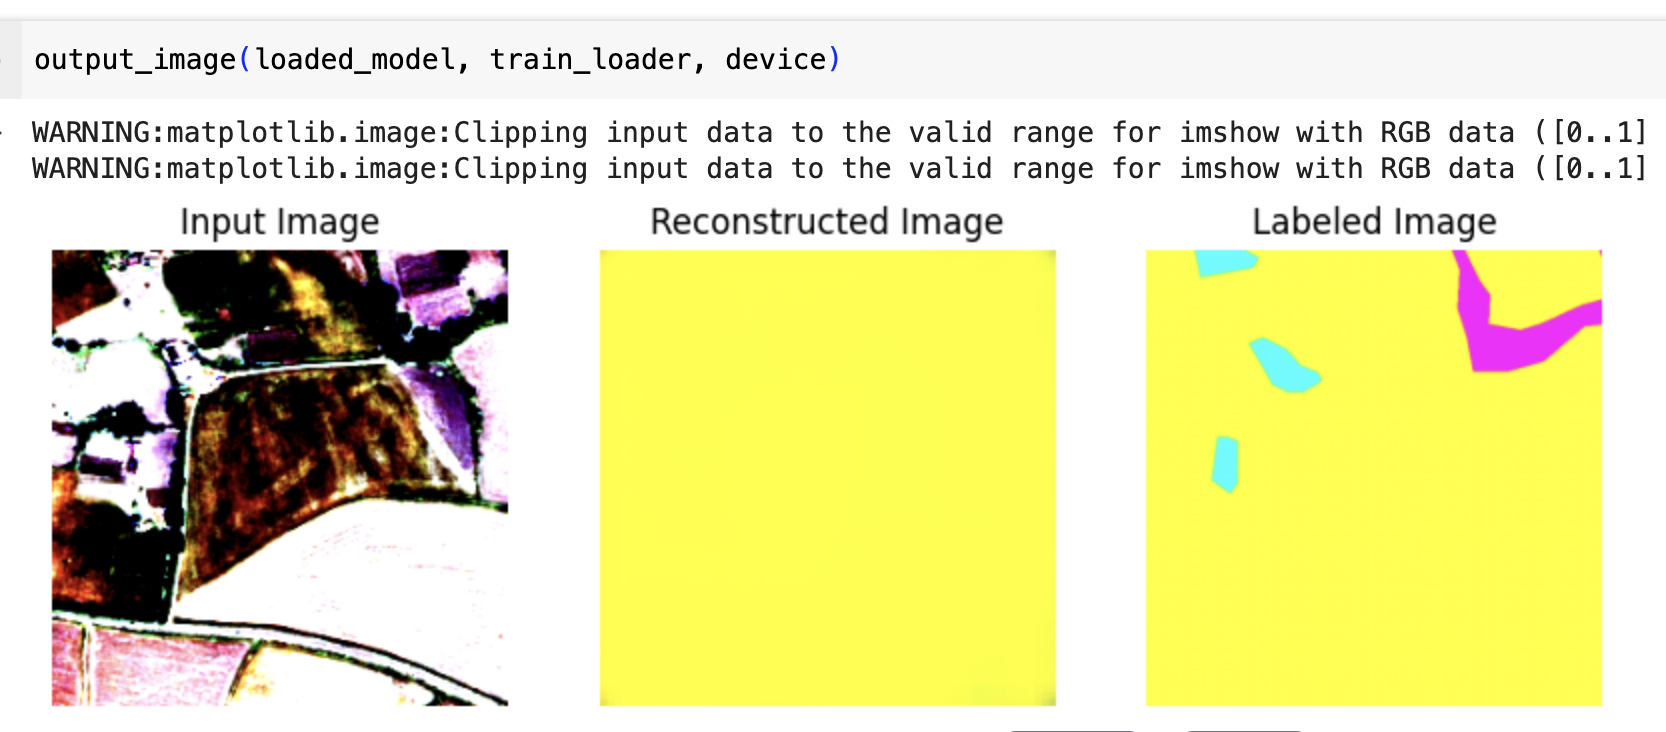 output_image(loaded_model, train_loader, device)
WARNING:matplotlib.image:Clipping input data to the valid range for imshow with RGB data ([0..1]
WARNING:matplotlib.image:Clipping input data to the valid range for imshow with RGB data ([0..1]
Input Image
Reconstructed Image
Labeled Image